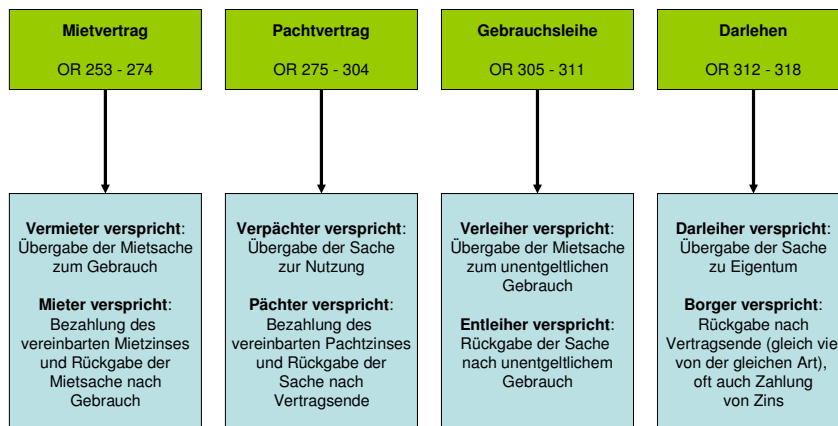 Mietvertrag
OR 253 - 274
Pachtvertrag
OR 275 - 304
Gebrauchsleihe
OR 305 - 311
Darlehen
OR 312 - 318
Vermieter verspricht:
Übergabe der Mietsache
zum Gebrauch
Mieter verspricht:
Bezahlung des
vereinbarten Mietzinses
und Rückgabe der
Mietsache nach
Gebrauch
Verpächter verspricht:
Übergabe der Sache
zur Nutzung
Pächter verspricht:
Bezahlung des
vereinbarten Pachtzinses
und Rückgabe der
Sache nach
Vertragsende
Verleiher verspricht:
Übergabe der Mietsache
zum unentgeltlichen
Gebrauch
Entleiher verspricht:
Rückgabe der Sache
nach unentgeltlichem
Gebrauch
Darleiher verspricht:
Übergabe der Sache
zu Eigentum
Borger verspricht:
Rückgabe nach
Vertragsende (gleich vie
von der gleichen Art),
oft auch Zahlung
von Zins